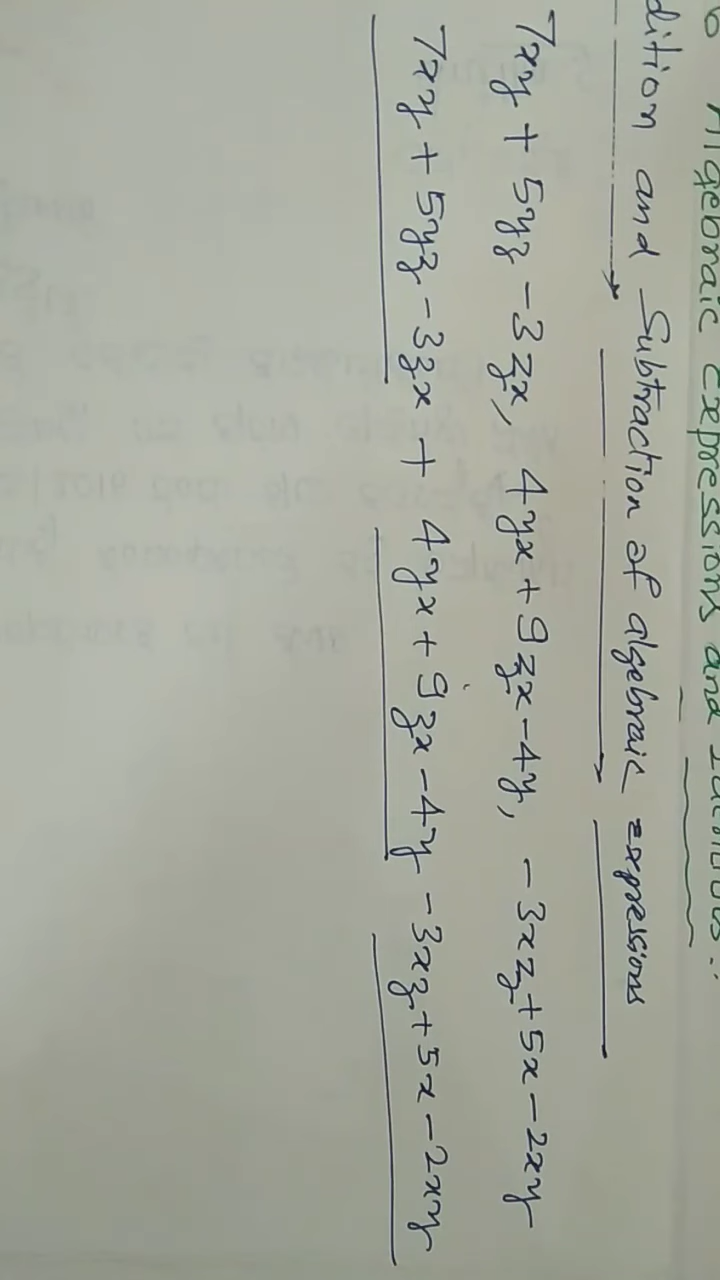 Algebraic expressions and
dition and Subtraction of algebraic expressions
7xy + 5yz - 3zx, 4yx + 9zx - 4y, - 3xz + 5x - 2xy
7xy + 5yz - 3zx + 4yx + 9zx - 4y - 3xz + 5x - 2xy